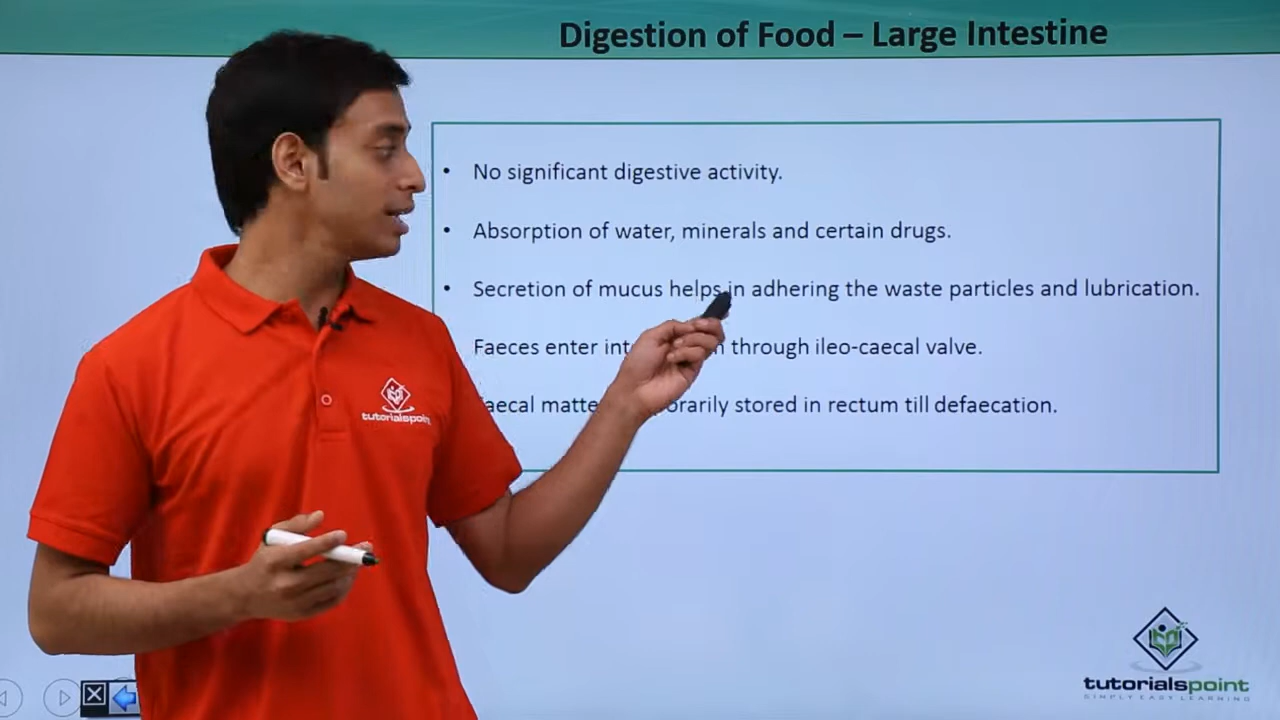 Digestion of Food – Large Intestine
• No significant digestive activity.
• Absorption of water, minerals and certain drugs.
• Secretion of mucus helps in adhering the waste particles and lubrication.
Faeces enter through ileo-caecal valve.
stored in rectum till defaecation.
tutorialspoint
tutorialspoint
SIMPLY EASY LEARNING